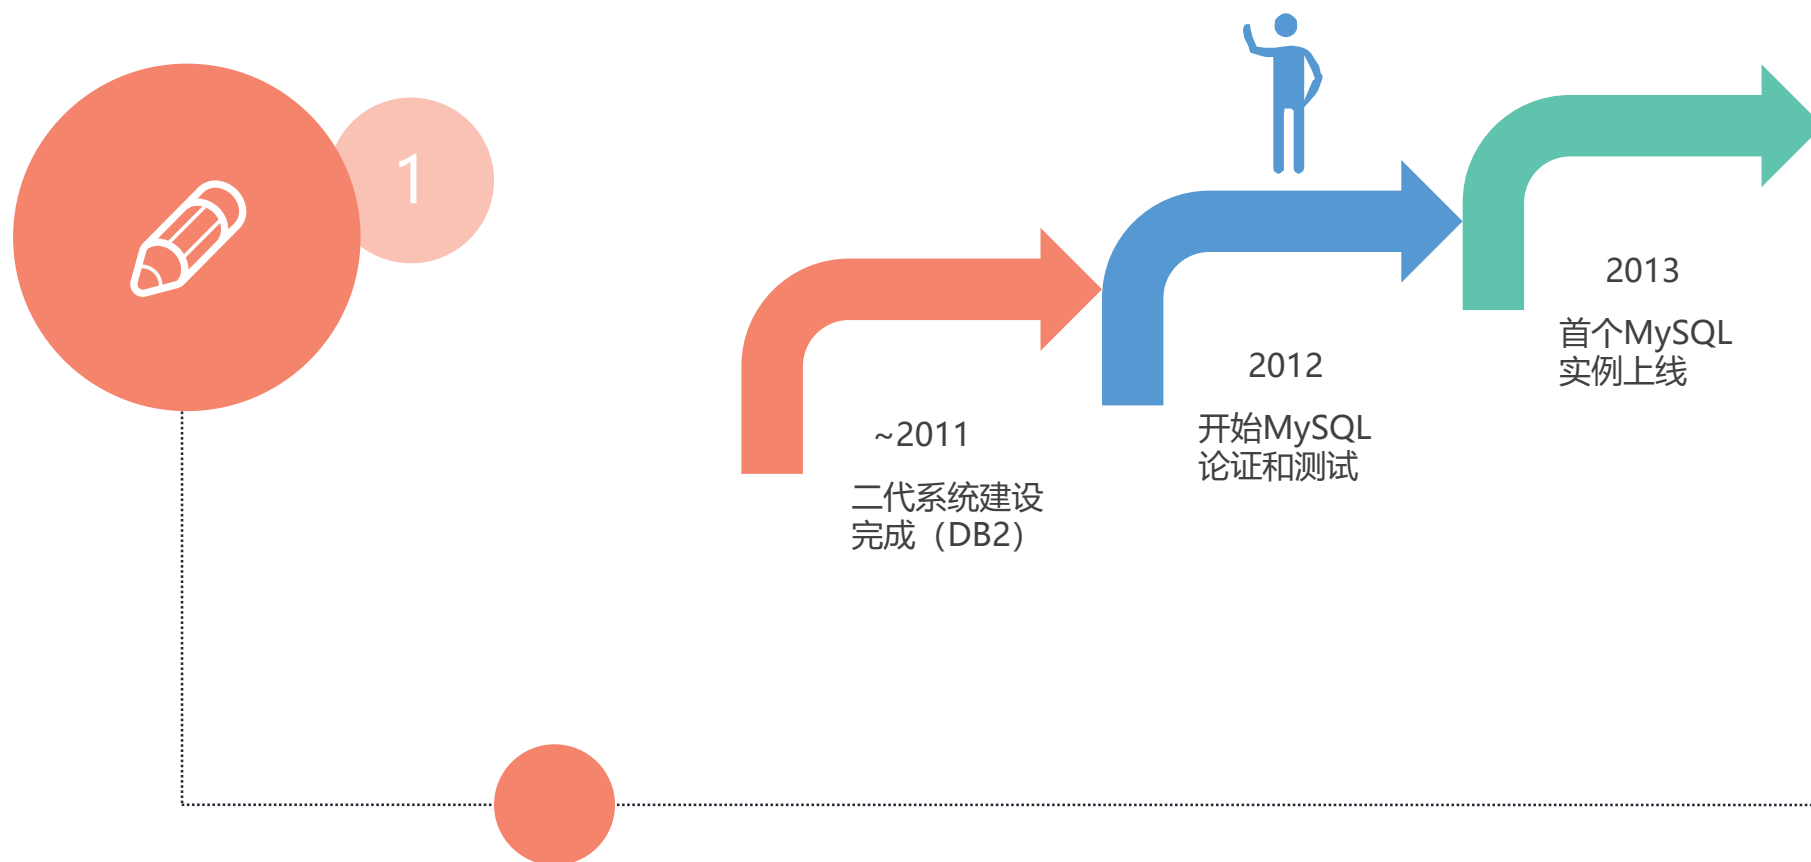 1
~2011
二代系统建设
完成（DB2）
2012
开始MySQL
论证和测试
2013
首个MySQL
实例上线